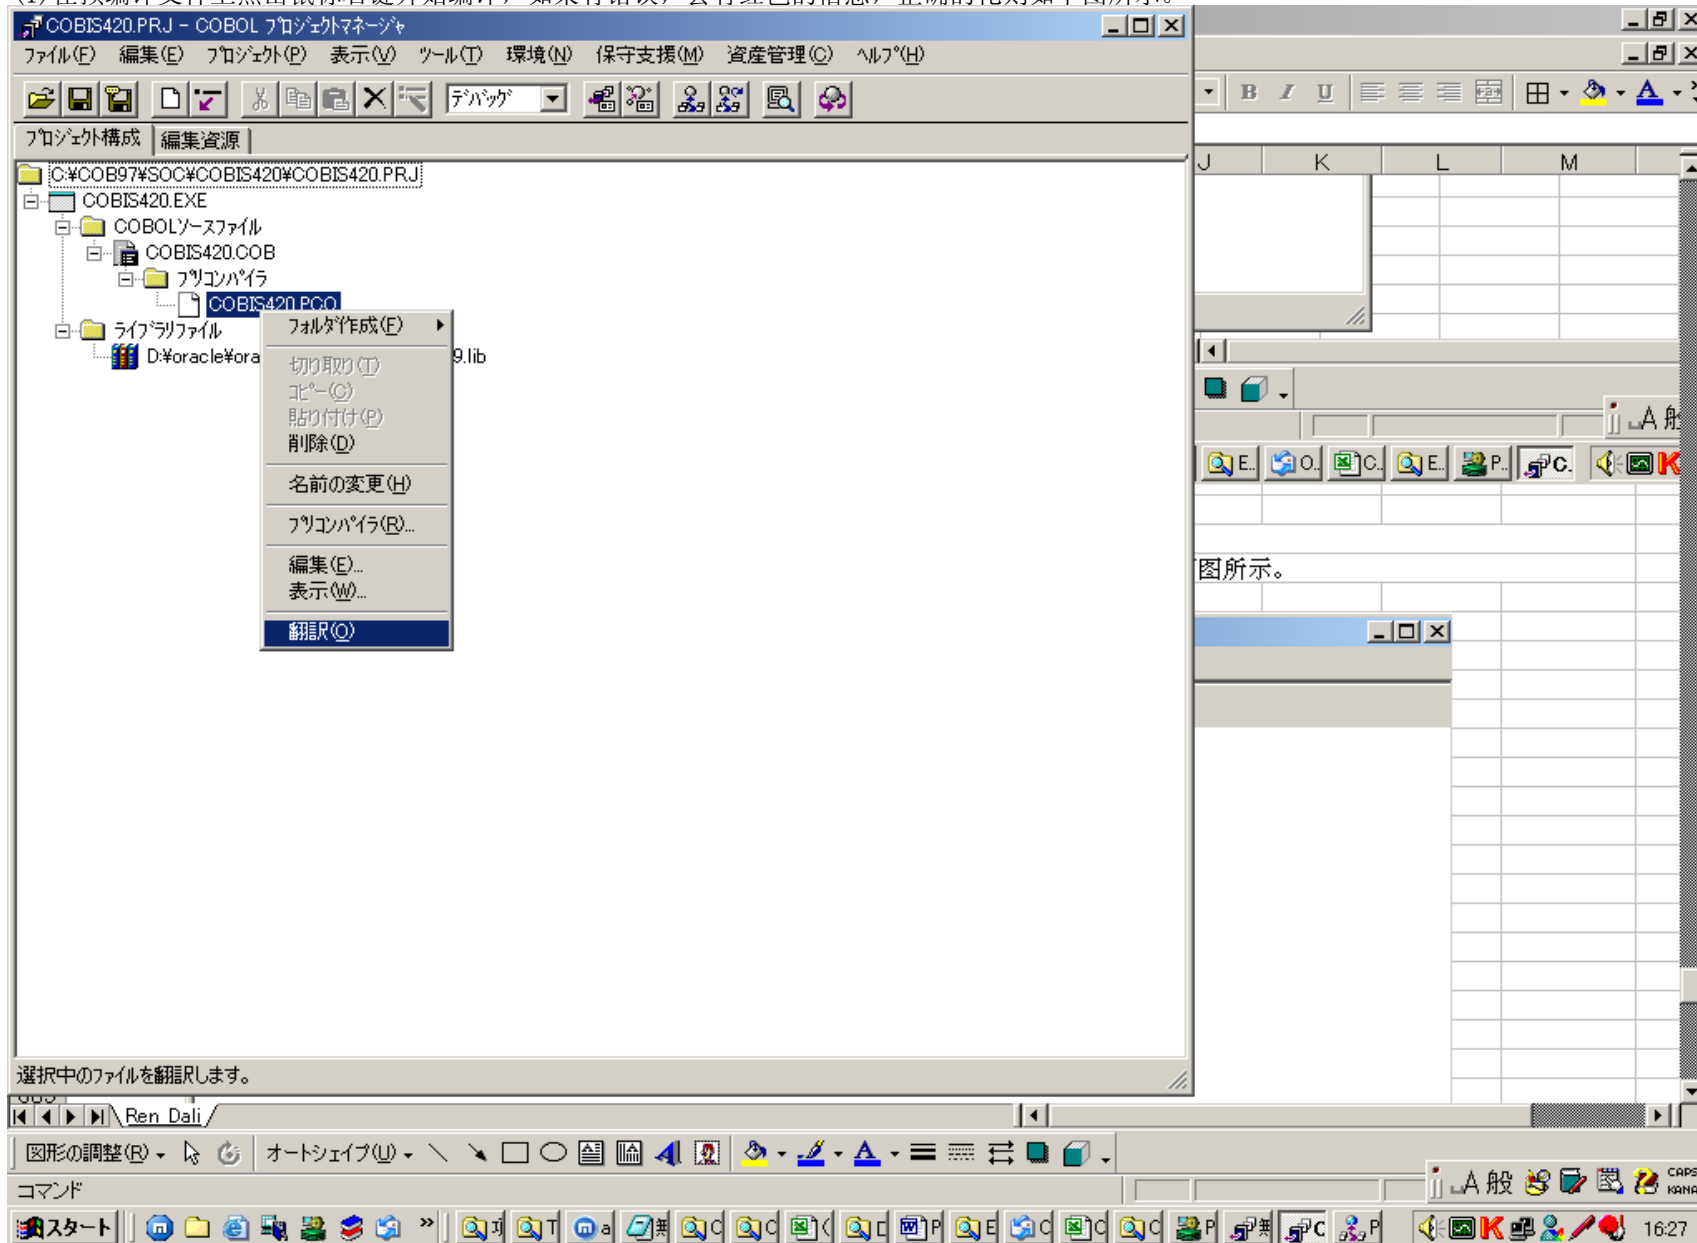 COBIS420.PRJ - COBOL ﾌﾟﾛｼﾞｪｸﾄﾏﾈｰｼﾞｬ
ﾌｧｲﾙ(F) 編集(E) ﾌﾟﾛｼﾞｪｸﾄ(P) 表示(V) ﾂｰﾙ(T) 環境(N) 保守支援(M) 資産管理(C) ﾍﾙﾌﾟ(H)
ﾃﾞﾊﾞｯｸﾞ
B I U A
ﾌﾟﾛｼﾞｪｸﾄ構成 編集資源
J K L M
C:¥COB97¥SOC¥COBIS420¥COBIS420.PRJ
COBIS420.EXE
COBOLｿｰｽﾌｧｲﾙ
COBIS420.COB
ﾌﾟﾘｺﾝﾊﾟｲﾗ
COBIS420.PCO
ﾗｲﾌﾞﾗﾘﾌｧｲﾙ
D:¥oracle¥ora 9.lib
ﾌｫﾙﾀﾞ作成(F)
切り取り(T)
ｺﾋﾟｰ(C)
貼り付け(P)
削除(D)
名前の変更(H)
ﾌﾟﾘｺﾝﾊﾟｲﾗ(R)...
編集(E)...
表示(W)...
翻訳(O)
A 般
E.. O.. C.. E.. P.. C..
图所示。
選択中のﾌｧｲﾙを翻訳します。
Ren Dali
図形の調整(R) オートシェイプ(U) A
コマンド
A 般 CAPS
KANA
スタート » T a C C P E C C C P C P 16:27